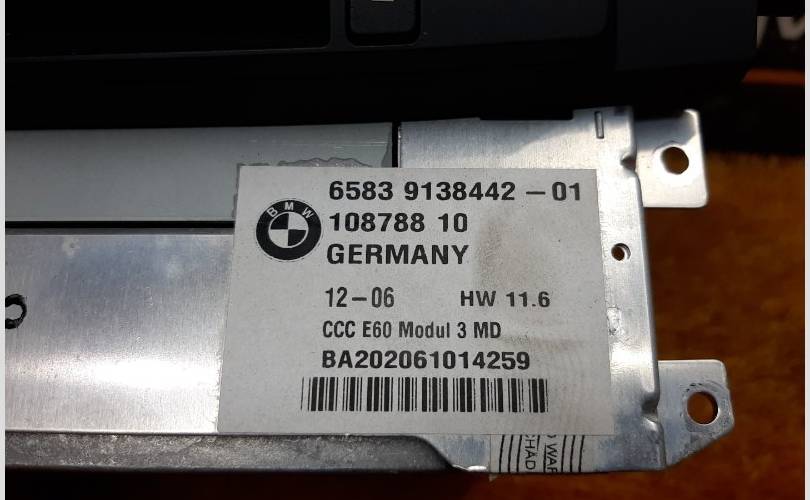 6583 9138442-01
BMW
108788 10
GERMANY
12-06 HW 11.6
CCC E60 Modul 3 MD
BA202061014259